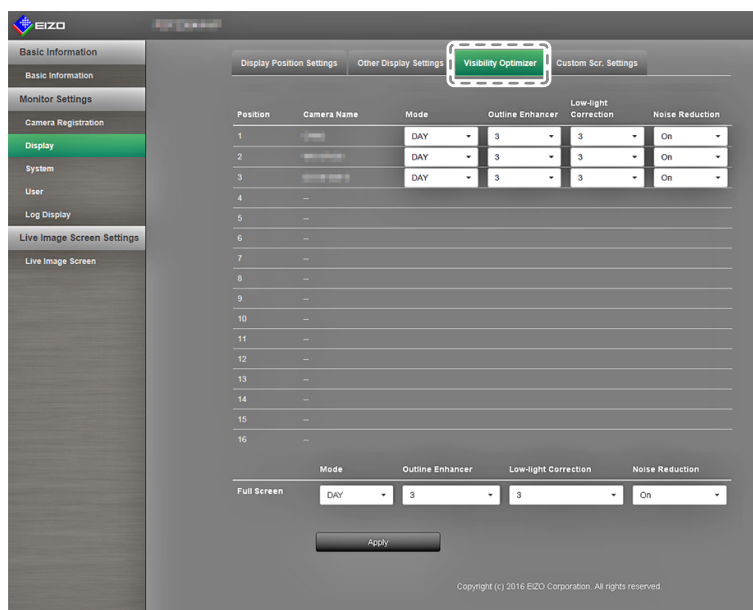 EIZO
Basic Information
Basic Information
Monitor Settings
Camera Registration
Display
System
User
Log Display
Live Image Screen Settings
Live Image Screen
Display Position Settings Other Display Settings Visibility Optimizer Custom Scr. Settings
Position Camera Name Mode Outline Enhancer Low-light Correction Noise Reduction
1 DAY 3 3 On
2 DAY 3 3 On
3 DAY 3 3 On
4 --
5 --
6 --
7 --
8 --
9 --
10 --
11 --
12 --
13 --
14 --
15 --
16 --
Mode Outline Enhancer Low-light Correction Noise Reduction
Full Screen DAY 3 3 On
Apply
Copyright (c) 2016 EIZO Corporation. All rights reserved.